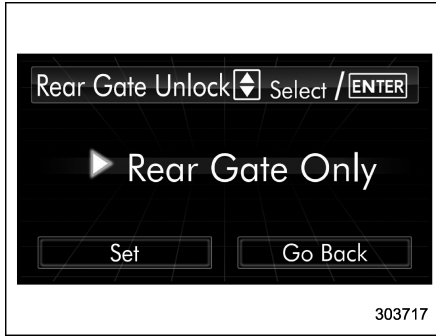 Rear Gate Unlock Select / ENTER
Rear Gate Only
Set Go Back
303717